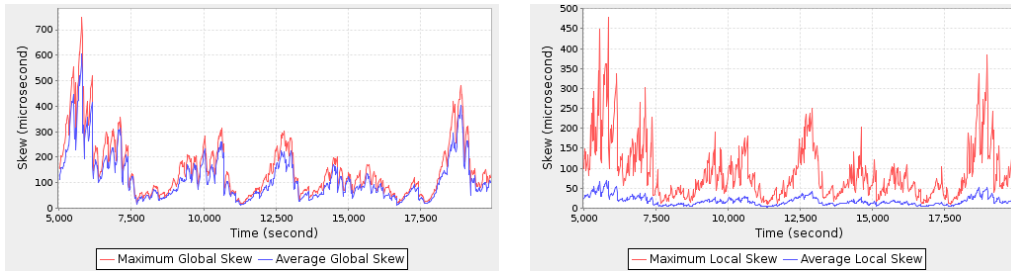 700
600
500
400
300
200
100
0
Skew (microsecond)
5,000 7,500 10,000 12,500 15,000 17,500
Time (second)
Maximum Global Skew Average Global Skew
500
450
400
350
300
250
200
150
100
50
0
Skew (microsecond)
5,000 7,500 10,000 12,500 15,000 17,500
Time (second)
Maximum Local Skew Average Local Skew